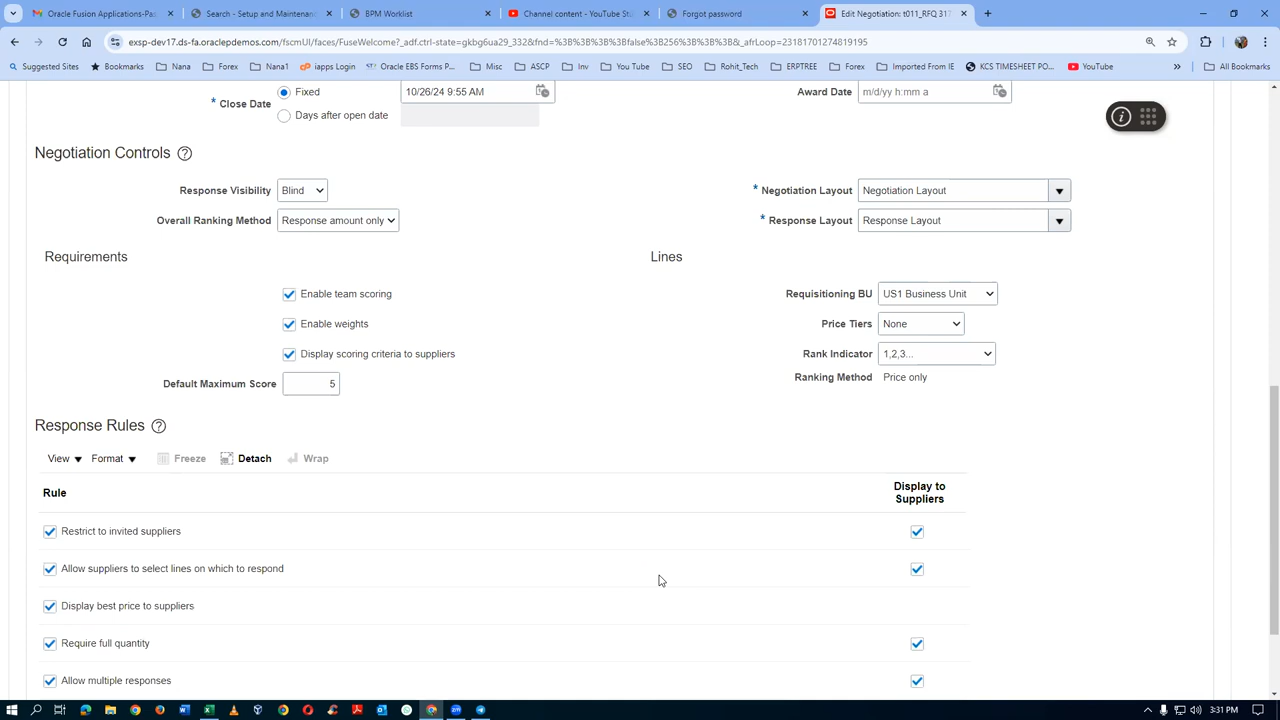 Oracle Fusion Applications-Pas
Search - Setup and Maintenanc
BPM Worklist
Channel content - YouTube Stu
Forgot password
Edit Negotiation: t011_RFQ 317
exsp-dev17.ds-fa.oraclepdemos.com/fscmUI/faces/FuseWelcome?_adf.ctrl-state=gkbg6ua29_332&fnd=%3B%3B%3B%3Bfalse%3B256%3B%3B%3B&_afrLoop=23181701274819195
Suggested Sites
Bookmarks
Nana
Forex
Nana1
iapps Login
Oracle EBS Forms P...
Misc
ASCP
Inv
You Tube
SEO
Rohit_Tech
ERPTREE
Forex
Imported From IE
KCS TIMESHEET PO...
YouTube
All Bookmarks
* Close Date
Fixed
10/26/24 9:55 AM
Days after open date
Award Date
m/d/yy h:mm a
Negotiation Controls
Response Visibility
Blind
* Negotiation Layout
Negotiation Layout
Overall Ranking Method
Response amount only
* Response Layout
Response Layout
Requirements
Lines
Enable team scoring
Requisitioning BU
US1 Business Unit
Enable weights
Price Tiers
None
Display scoring criteria to suppliers
Rank Indicator
1,2,3...
Default Maximum Score
5
Ranking Method
Price only
Response Rules
View
Format
Freeze
Detach
Wrap
Rule
Display to
Suppliers
Restrict to invited suppliers
Allow suppliers to select lines on which to respond
Display best price to suppliers
Require full quantity
Allow multiple responses
3:31 PM